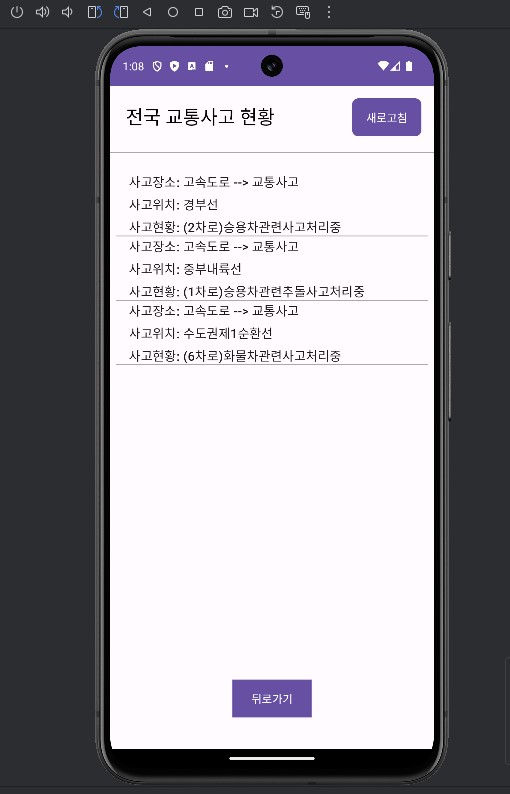 1:08
전국 교통사고 현황
새로고침
사고장소: 고속도로 --> 교통사고
사고위치: 경부선
사고현황: (2차로)승용차관련사고처리중
사고장소: 고속도로 --> 교통사고
사고위치: 중부내륙선
사고현황: (1차로)승용차관련추돌사고처리중
사고장소: 고속도로 --> 교통사고
사고위치: 수도권제1순환선
사고현황: (6차로)화물차관련사고처리중
뒤로가기